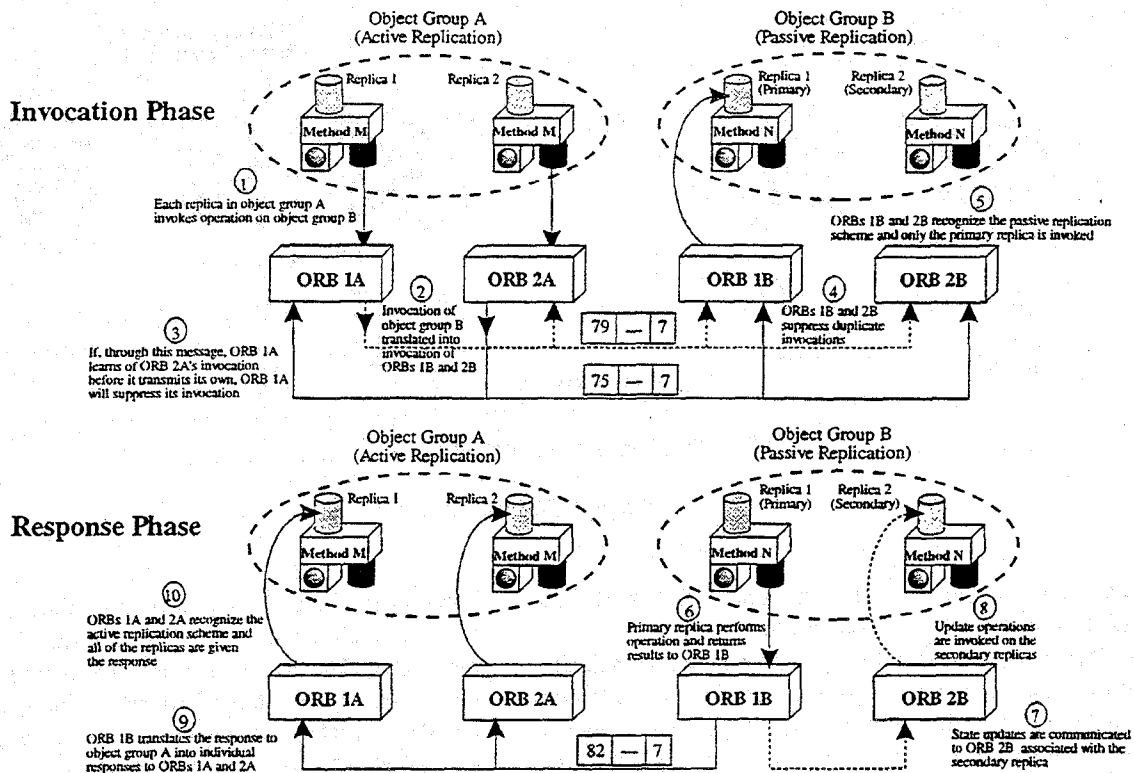 Object Group A
(Active Replication)
Object Group B
(Passive Replication)
Invocation Phase
Replica 1
Replica 2
Replica 1
(Primary)
Replica 2
(Secondary)
Method M
Method M
Method N
Method N
1
Each replica in object group A
invokes operation on object group B
5
ORBs 1B and 2B recognize the passive replication
scheme and only the primary replica is invoked
ORB 1A
ORB 2A
ORB 1B
ORB 2B
2
Invocation of
object group B
translated into
invocation of
ORBs 1B and 2B
79 — 7
4
ORBs 1B and 2B
suppress duplicate
invocations
3
If, through this message, ORB 1A
learns of ORB 2A's invocation
before it transmits its own, ORB 1A
will suppress its invocation
75 — 7
Object Group A
(Active Replication)
Object Group B
(Passive Replication)
Response Phase
Replica 1
Replica 2
Replica 1
(Primary)
Replica 2
(Secondary)
Method M
Method M
Method N
Method N
10
ORBs 1A and 2A recognize the
active replication scheme and
all of the replicas are given
the response
6
Primary replica performs
operation and returns
results to ORB 1B
8
Update operations
are invoked on the
secondary replicas
ORB 1A
ORB 2A
ORB 1B
ORB 2B
9
ORB 1B translates the response to
object group A into individual
responses to ORBs 1A and 2A
82 — 7
7
State updates are communicated
to ORB 2B associated with the
secondary replica